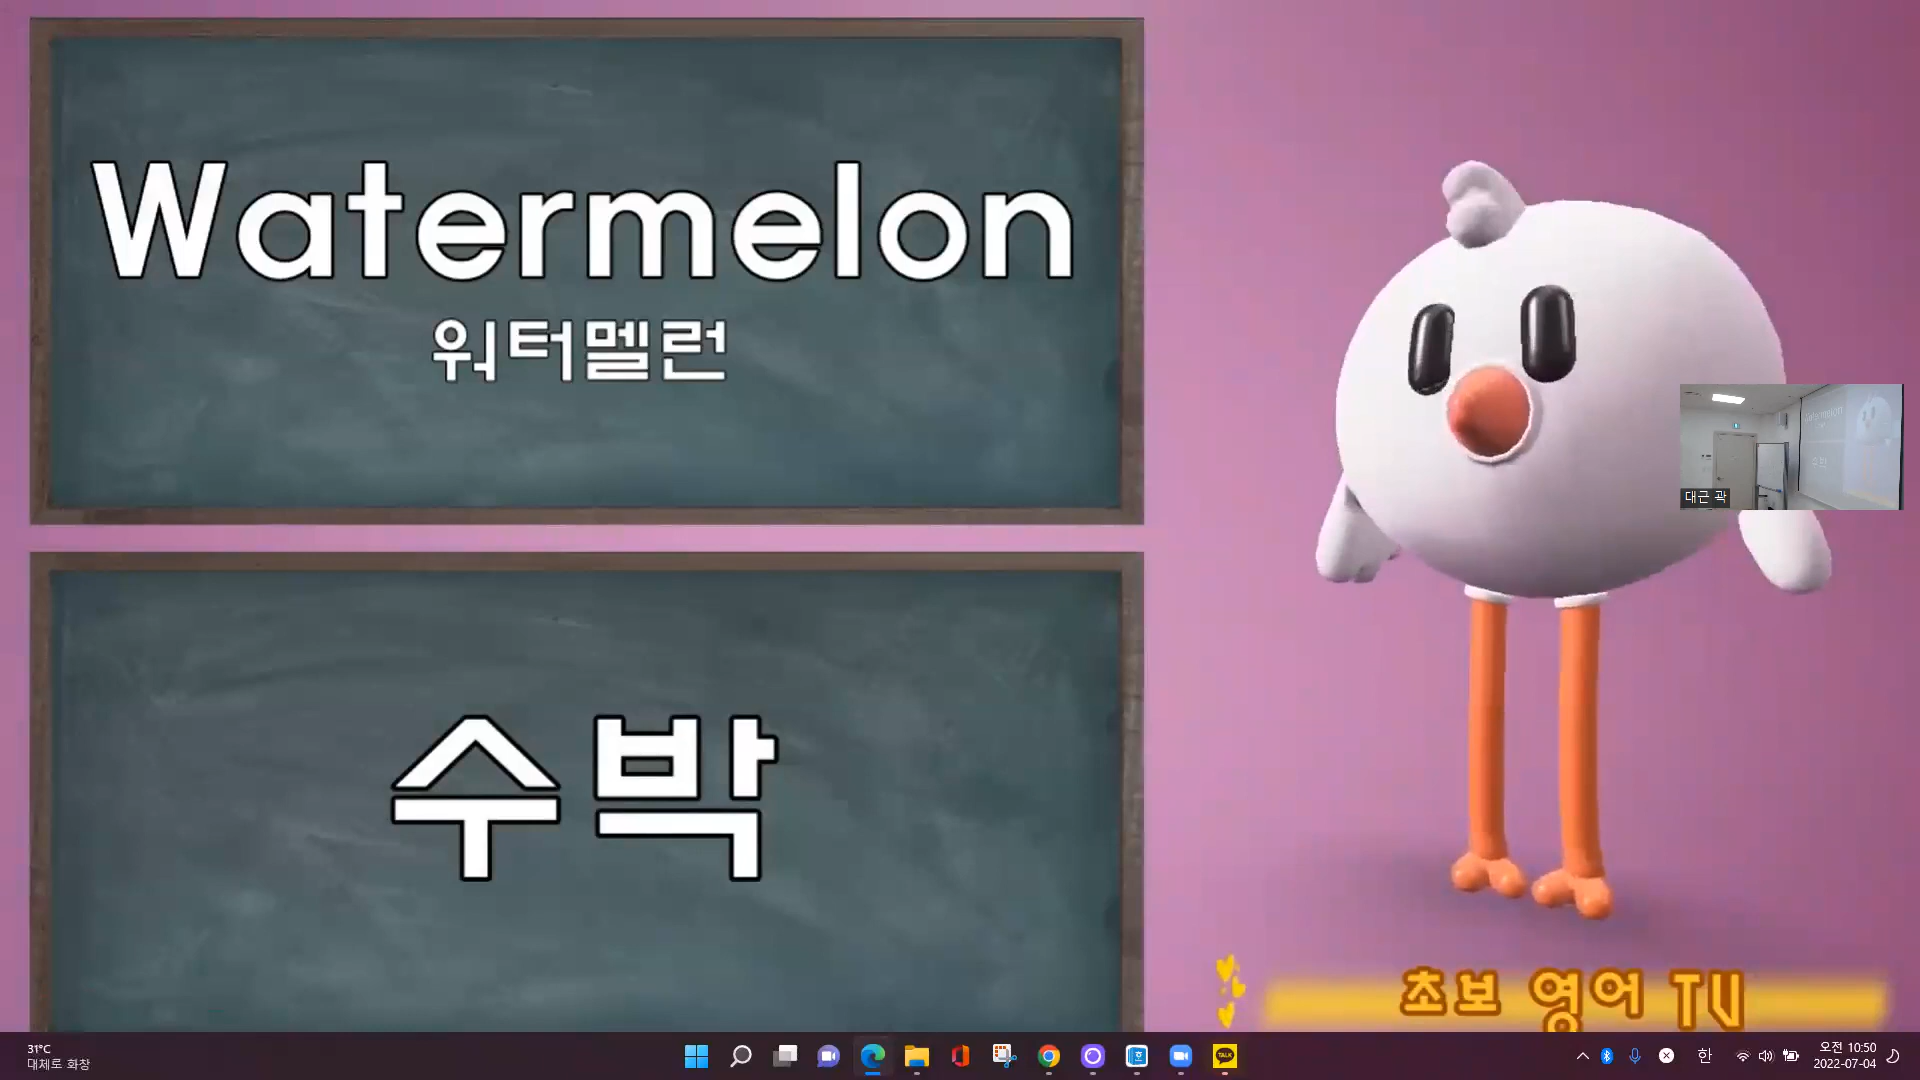 Watermelon
워터멜런
수박
대근 곽
초보 영어 TV
31°C
대체로 화창
TALK
한
오전 10:50
2022-07-04